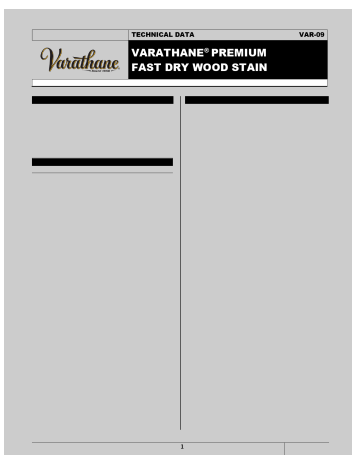 TECHNICAL DATA VAR-09
Varathane
VARATHANE® PREMIUM
FAST DRY WOOD STAIN
1